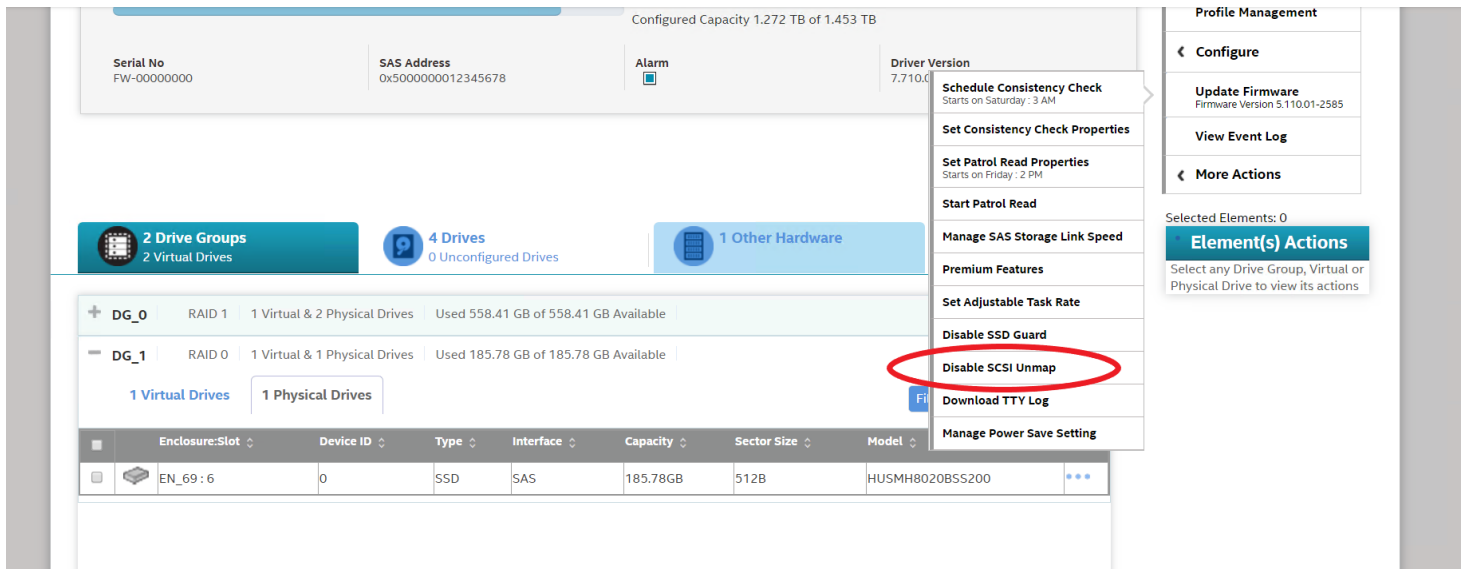 Configured Capacity 1.272 TB of 1.453 TB
Serial No
FW-00000000
SAS Address
0x5000000012345678
Alarm
Driver Version
7.710.0
Schedule Consistency Check
Starts on Saturday : 3 AM
Set Consistency Check Properties
Set Patrol Read Properties
Starts on Friday : 2 PM
Start Patrol Read
Manage SAS Storage Link Speed
Premium Features
Set Adjustable Task Rate
Disable SSD Guard
Disable SCSI Unmap
Download TTY Log
Manage Power Save Setting
Profile Management
Configure
Update Firmware
Firmware Version 5.110.01-2585
View Event Log
More Actions
Selected Elements: 0
Element(s) Actions
Select any Drive Group, Virtual or
Physical Drive to view its actions
2 Drive Groups
2 Virtual Drives
4 Drives
0 Unconfigured Drives
1 Other Hardware
DG_0 RAID 1 1 Virtual & 2 Physical Drives Used 558.41 GB of 558.41 GB Available
DG_1 RAID 0 1 Virtual & 1 Physical Drives Used 185.78 GB of 185.78 GB Available
1 Virtual Drives 1 Physical Drives
Enclosure:Slot Device ID Type Interface Capacity Sector Size Model
EN_69 : 6 0 SSD SAS 185.78GB 512B HUSMH8020BSS200